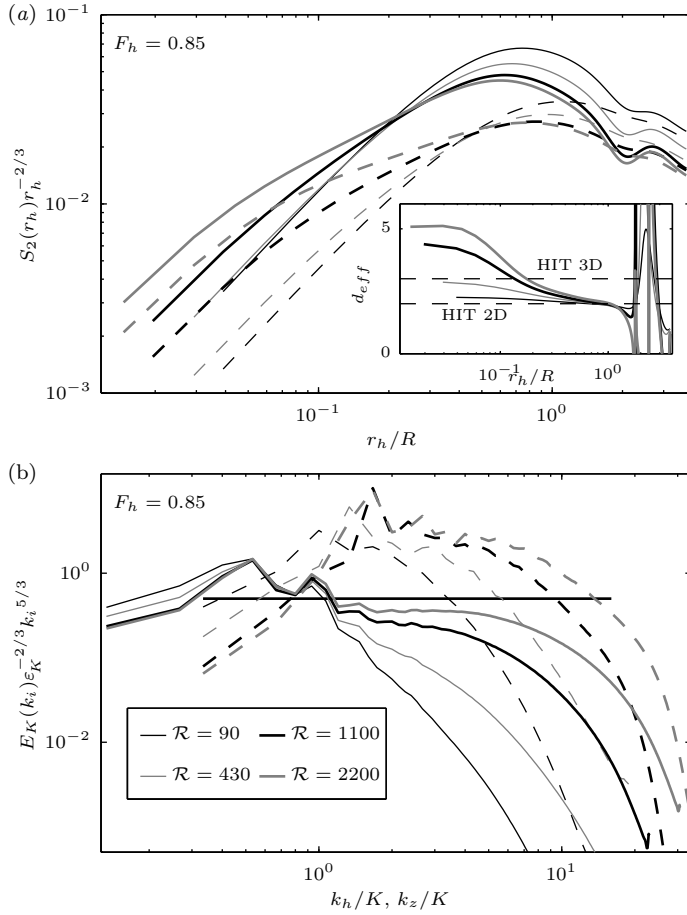 (a)
F_h = 0.85
10^{-1}
10^{-2}
10^{-3}
S_2(r_h) r_h^{-2/3}
10^{-1}
10^0
r_h/R
5
0
d_{eff}
HIT 3D
HIT 2D
10^{-1}
10^0
r_h/R
(b)
F_h = 0.85
10^0
10^{-2}
E_K(k_i) ε_K^{-2/3} k_i^{5/3}
R = 90
R = 1100
R = 430
R = 2200
10^0
10^1
k_h/K, k_z/K